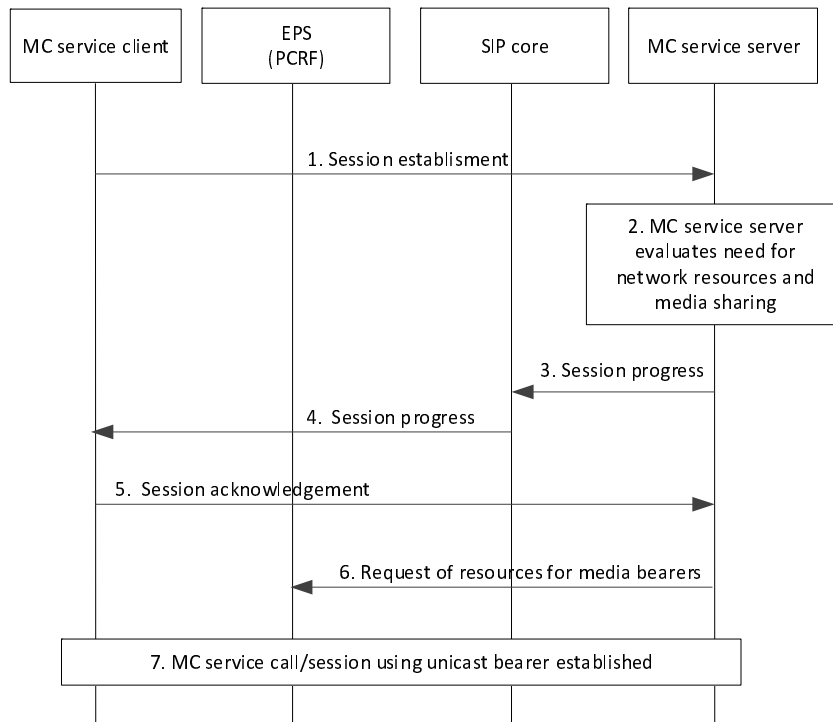 MC service client
EPS
(PCRF)
SIP core
MC service server
1. Session establisment
2. MC service server
evaluates need for
network resources and
media sharing
3. Session progress
4. Session progress
5. Session acknowledgement
6. Request of resources for media bearers
7. MC service call/session using unicast bearer established